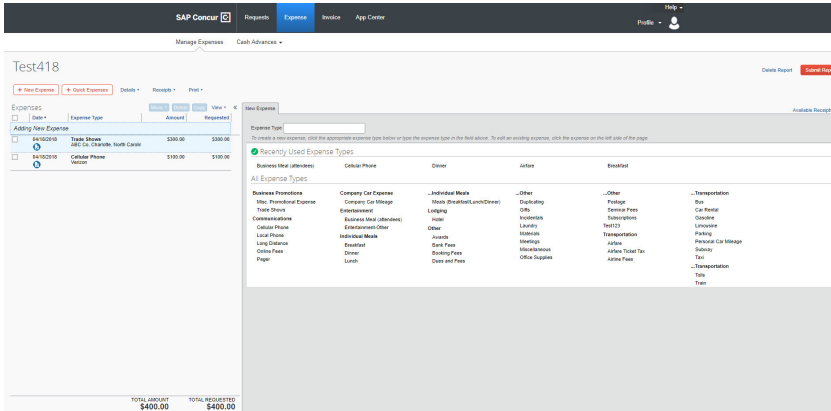 Help
SAP Concur C Requests Expense Invoice App Center
Profile
Manage Expenses Cash Advances
Test418
Delete Report Submit Rep
+ New Expense + Quick Expenses Details Receipts Print
Expenses Move Delete Copy View « New Expense
Available Receipts
Date Expense Type Amount Requested
Adding New Expense
Expense Type
04/18/2018 Trade Shows $300.00 $300.00
ABC Co, Charlotte, North Carolir
To create a new expense, click the appropriate expense type below or type the expense type in the field above. To edit an existing expense, click the expense on the left side of the page.
04/18/2018 Cellular Phone $100.00 $100.00
Verizon
Recently Used Expense Types
Business Meal (attendees) Cellular Phone Dinner Airfare Breakfast
All Expense Types
Business Promotions
Misc. Promotional Expense
Trade Shows
Communications
Cellular Phone
Local Phone
Long Distance
Online Fees
Pager
Company Car Expense
Company Car Mileage
Entertainment
Business Meal (attendees)
Entertainment-Other
Individual Meals
Breakfast
Dinner
Lunch
...Individual Meals
Meals (Breakfast/Lunch/Dinner)
Lodging
Hotel
Other
Awards
Bank Fees
Booking Fees
Dues and Fees
...Other
Duplicating
Gifts
Incidentals
Laundry
Materials
Meetings
Miscellaneous
Office Supplies
...Other
Postage
Seminar Fees
Subscriptions
Test123
Transportation
Airfare
Airfare Ticket Tax
Airline Fees
...Transportation
Bus
Car Rental
Gasoline
Limousine
Parking
Personal Car Mileage
Subway
Taxi
...Transportation
Tolls
Train
TOTAL AMOUNT TOTAL REQUESTED
$400.00 $400.00